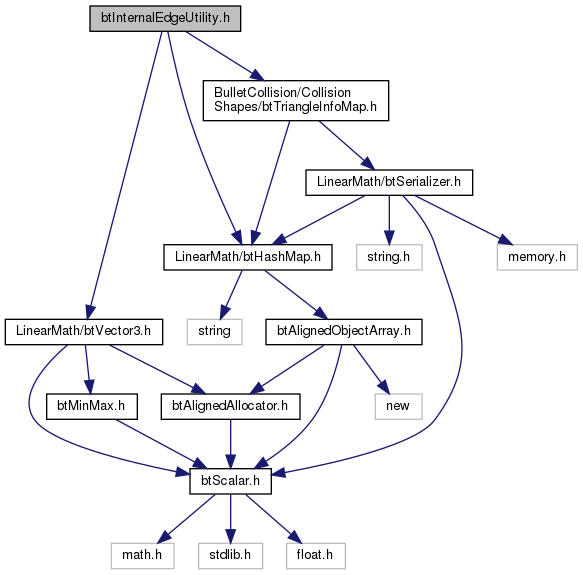 btInternalEdgeUtility.h
BulletCollision/Collision
Shapes/btTriangleInfoMap.h
LinearMath/btSerializer.h
LinearMath/btHashMap.h
string.h
memory.h
LinearMath/btVector3.h
string
btAlignedObjectArray.h
btMinMax.h
btAlignedAllocator.h
new
btScalar.h
math.h
stdlib.h
float.h